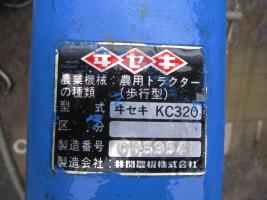 ヰセキ
農業機械 : 農用トラクター
の種類 (歩行型)
型式 ヰセキ KC320
区分
製造番号
製造会社 : 井関農機株式会社